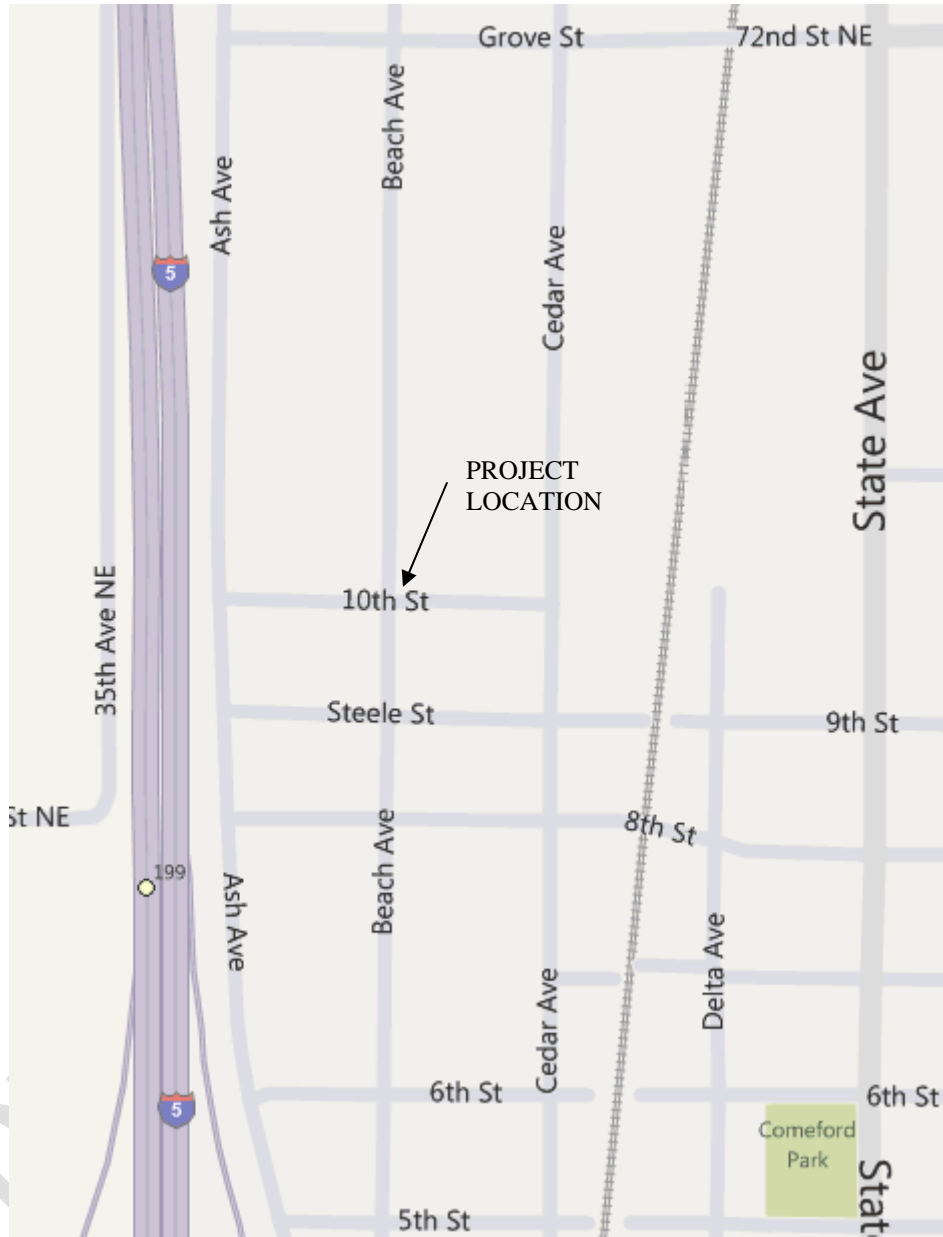 Grove St
72nd St NE
Beach Ave
Ash Ave
Cedar Ave
5
State Ave
PROJECT
LOCATION
35th Ave NE
10th St
Steele St
9th St
St NE
8th St
199
Beach Ave
Ash Ave
Delta Ave
Cedar Ave
6th St
6th St
5
Comeford
Park
Stat
5th St